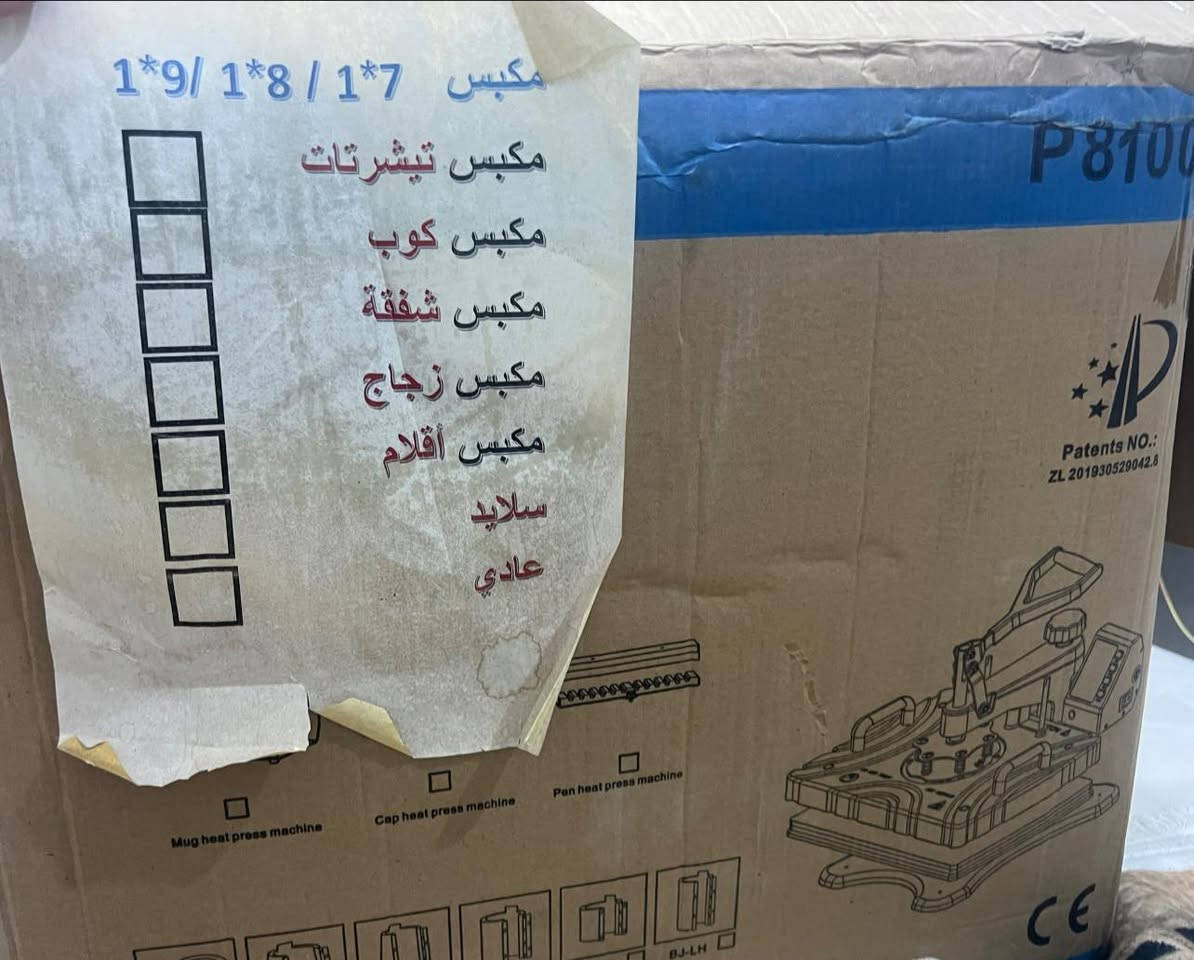 مكبس 7*1 / 8*1 /9*1
مكبس تيشرتات
مكبس كوب
مكبس شفقة
مكبس زجاج
مكبس أقلام
سلايد
عادي
P8100
Patents NO.:
ZL 201930529042.8
Mug heat press machine
Cap heat press machine
Pen heat press machine
BJ-LH
CE